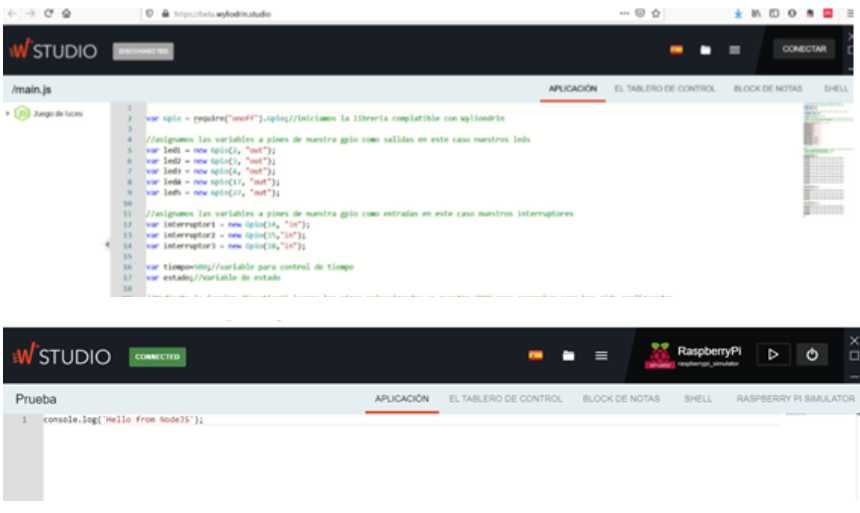 https://beta.wyliodrin.studio
W STUDIO DISCONNECTED CONECTAR
/main.js APLICACIÓN EL TABLERO DE CONTROL BLOCK DE NOTAS SHELL
Juego de luces
1
2 var Gpio = require("onoff").Gpio;//iniciamos la libreria complatible con Wyliondrin
3
4 //asignamos las variables a pines de nuestra gpio como salidas en este caso nuestros leds
5 var led1 = new Gpio(2, "out");
6 var led2 = new Gpio(3, "out");
7 var led3 = new Gpio(4, "out");
8 var led4 = new Gpio(17, "out");
9 var led5 = new Gpio(27, "out");
10
11 //asignamos las variables a pines de nuestra gpio como entradas en este caso nuestros interruptores
12 var interruptor1 = new Gpio(14, "in");
13 var interruptor2 = new Gpio(15,"in");
14 var interruptor3 = new Gpio(18,"in");
15
16 var tiempo=500;//variable para control de tiempo
17 var estado;//Variable de estado
18
W STUDIO CONNECTED RaspberryPi
simulator raspberrypi_simulator
Prueba APLICACIÓN EL TABLERO DE CONTROL BLOCK DE NOTAS SHELL RASPBERRY PI SIMULATOR
1 console.log('Hello from NodeJS');